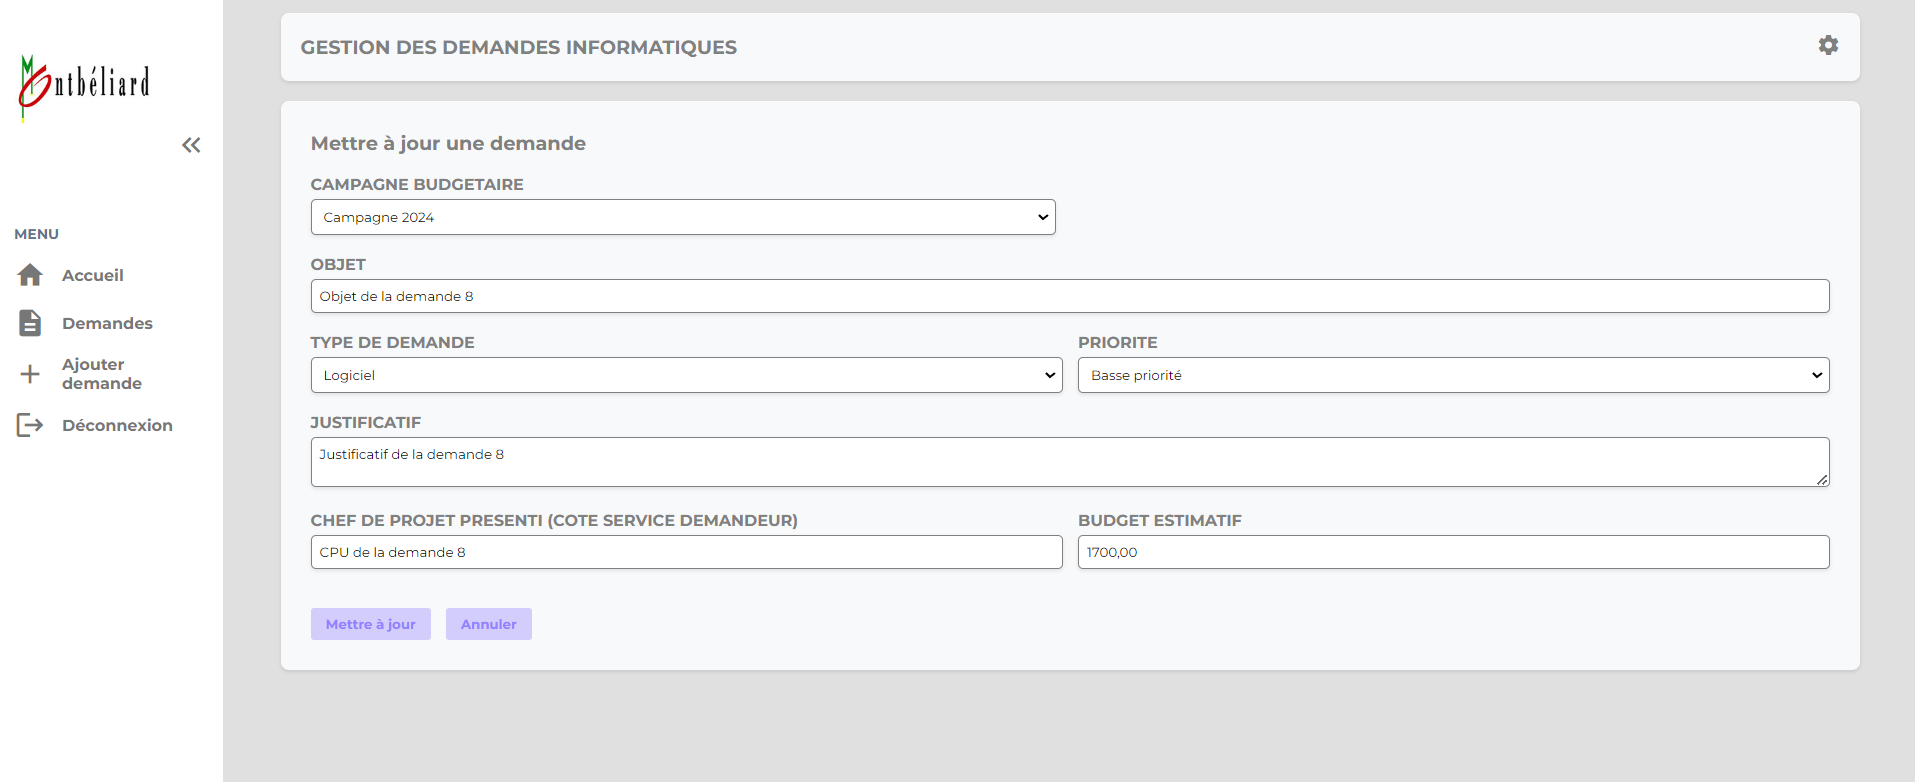 Montbéliard
MENU
Accueil
Demandes
Ajouter
demande
Déconnexion
GESTION DES DEMANDES INFORMATIQUES
Mettre à jour une demande
CAMPAGNE BUDGETAIRE
Campagne 2024
OBJET
Objet de la demande 8
TYPE DE DEMANDE
PRIORITE
Logiciel
Basse priorité
JUSTIFICATIF
Justificatif de la demande 8
CHEF DE PROJET PRESENTI (COTE SERVICE DEMANDEUR)
BUDGET ESTIMATIF
CPU de la demande 8
1700,00
Mettre à jour
Annuler